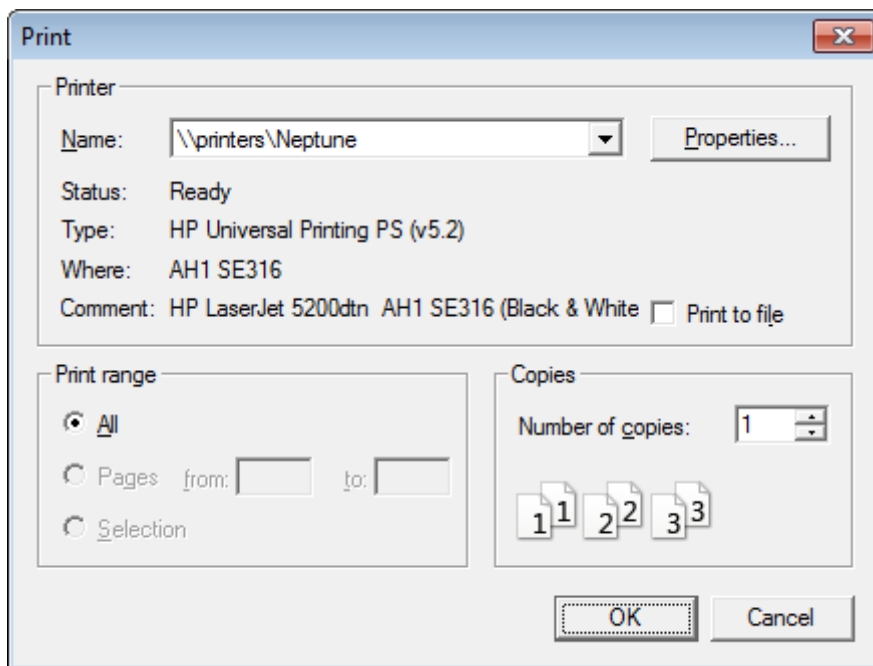 Print
Printer
Name: \\printers\Neptune Properties...
Status: Ready
Type: HP Universal Printing PS (v5.2)
Where: AH1 SE316
Comment: HP LaserJet 5200dtn AH1 SE316 (Black & White Print to file
Print range
All
Pages from: to:
Selection
Copies
Number of copies: 1
1 1 2 2 3 3
OK Cancel